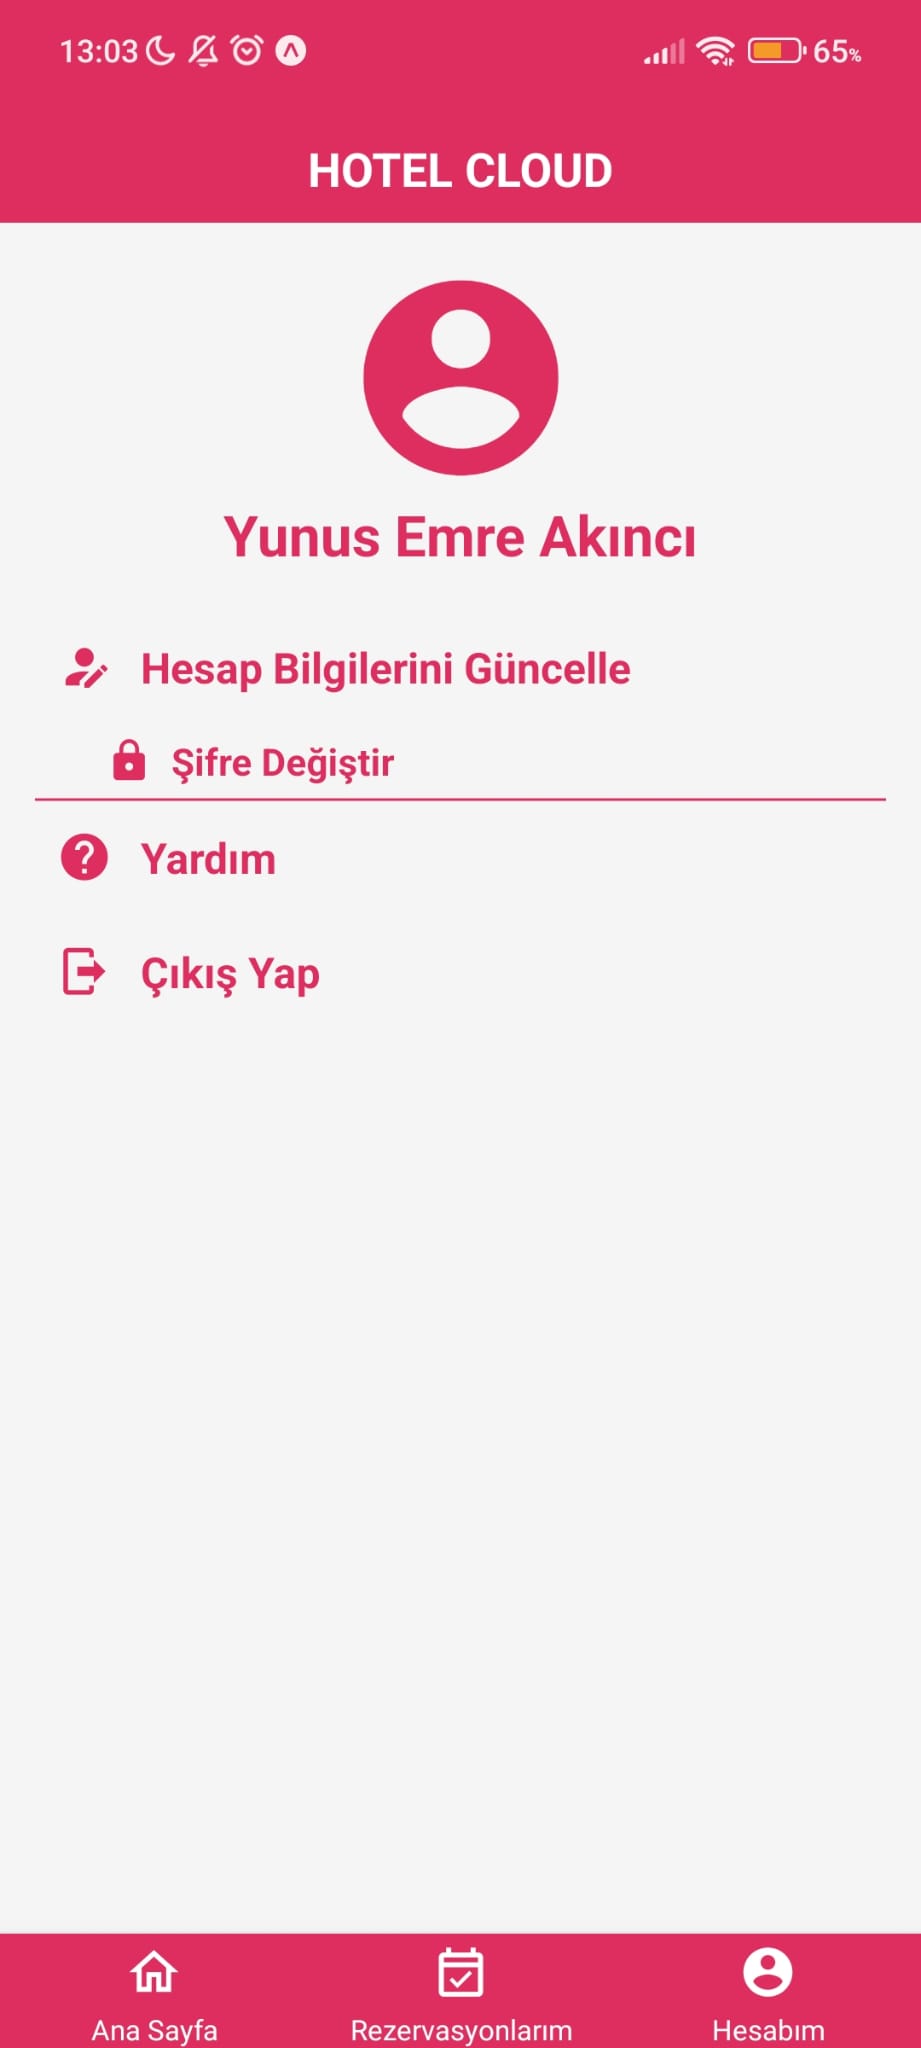 13:03 65%
HOTEL CLOUD
Yunus Emre Akıncı
Hesap Bilgilerini Güncelle
Şifre Değiştir
Yardım
Çıkış Yap
Ana Sayfa Rezervasyonlarım Hesabım